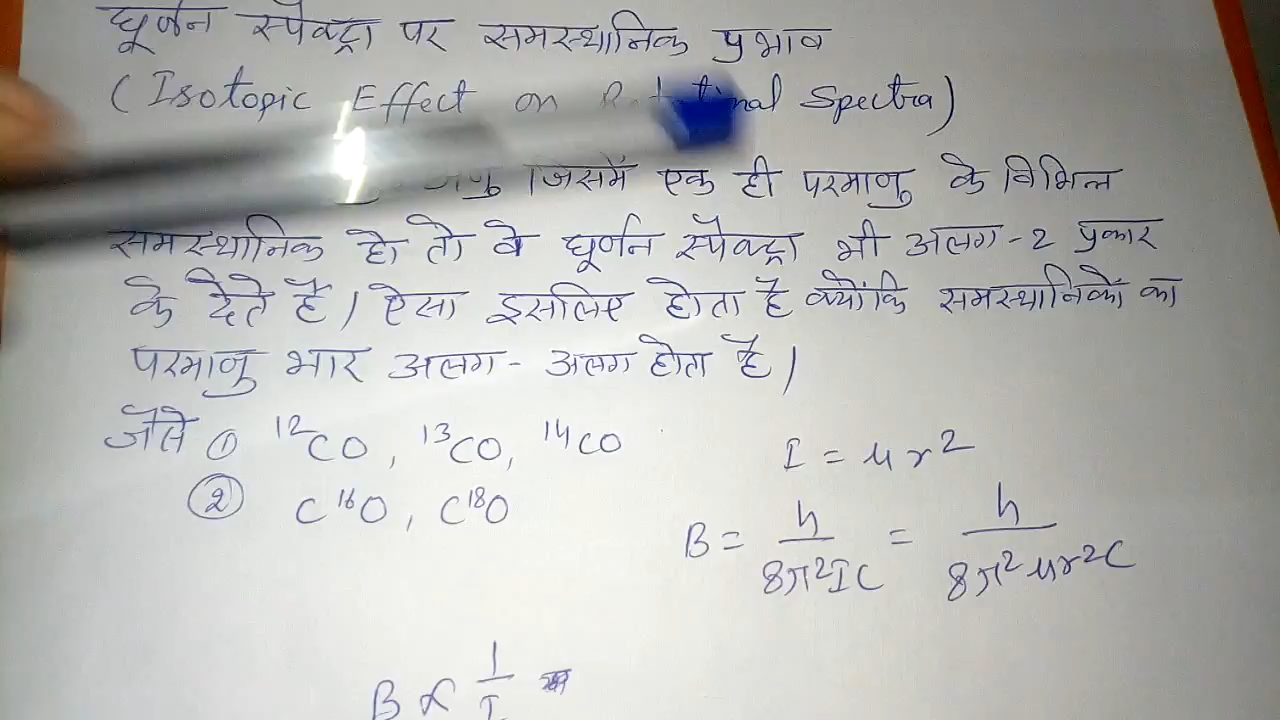 घूर्णन स्पैक्ट्रा पर समस्थानिक प्रभाव
(Isotopic Effect on Spectra)
जिसमें एक ही परमाणु के विभिन्न
समस्थानिक हो तो वे घूर्णन स्पैक्ट्रा भी अलग-2 प्रकार
के देते है। ऐसा इसलिए होता है क्योंकि समस्थानिकों का
परमाणु भार अलग-अलग होता है।
जैसे ① ¹²CO, ¹³CO, ¹⁴CO
② C¹⁶O, C¹⁸O
I = μr²
B = h/8π²IC = h/8π²μr²C
B ∝ 1/I